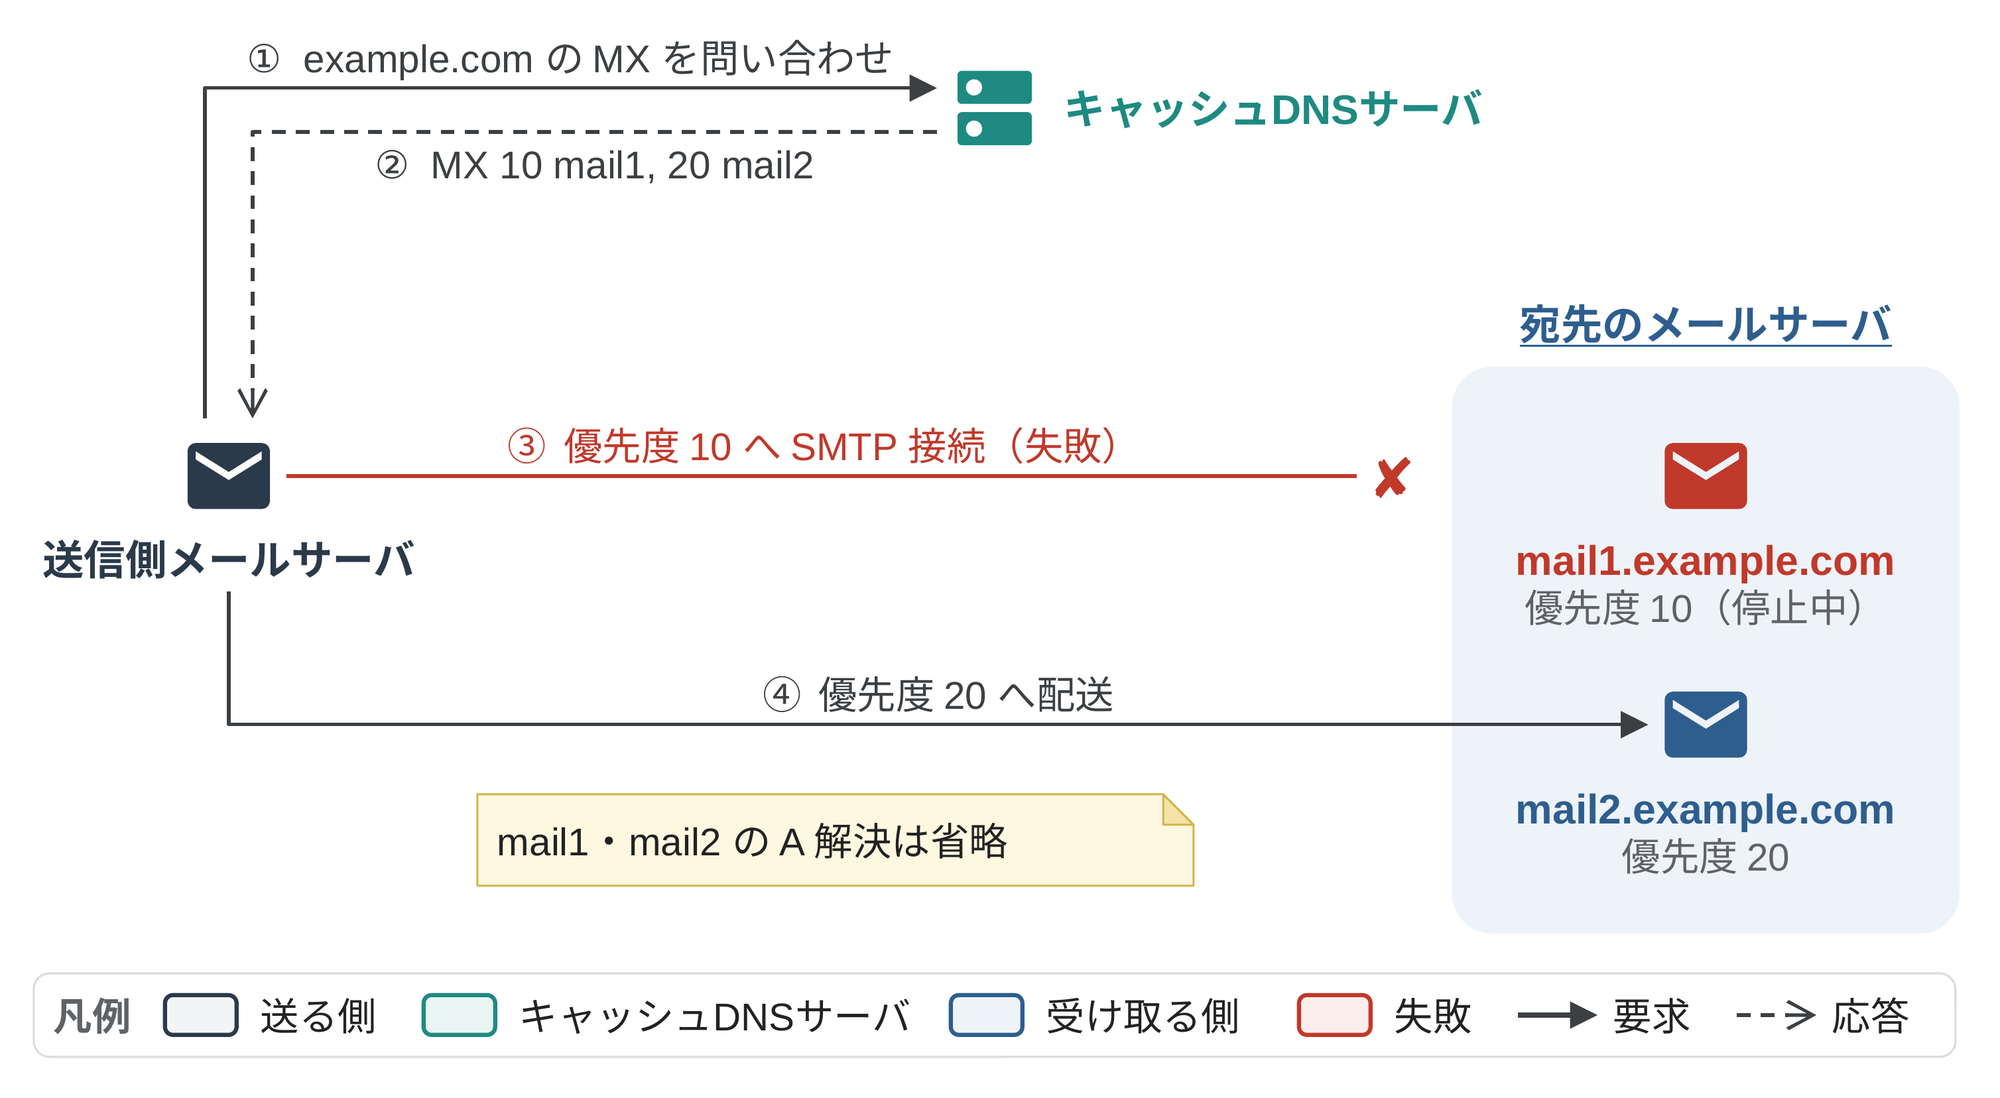 ① example.com の MX を問い合わせ
キャッシュDNSサーバ
② MX 10 mail1, 20 mail2
宛先のメールサーバ
③ 優先度 10 へ SMTP 接続（失敗）
✘
送信側メールサーバ
mail1.example.com
優先度 10（停止中）
④ 優先度 20 へ配送
mail2.example.com
優先度 20
mail1・mail2 の A 解決は省略
凡例 送る側 キャッシュDNSサーバ 受け取る側 失敗 要求 応答